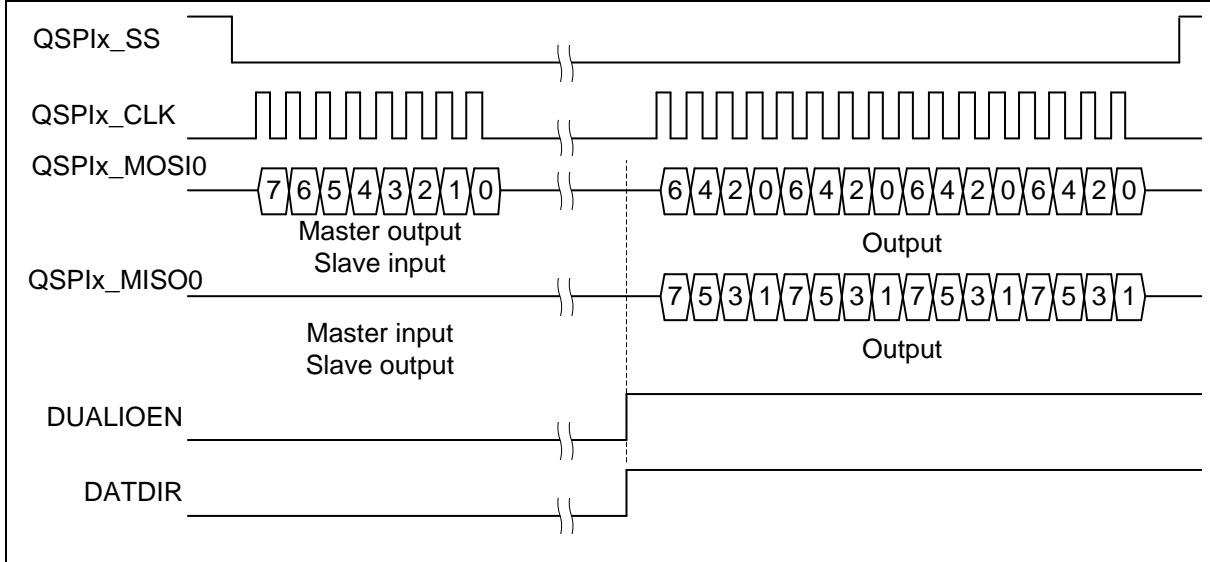 QSPIx_SS
QSPIx_CLK
QSPIx_MOSI0
7 6 5 4 3 2 1 0 6 4 2 0 6 4 2 0 6 4 2 0 6 4 2 0
Master output
Slave input
Output
QSPIx_MISO0
7 5 3 1 7 5 3 1 7 5 3 1 7 5 3 1
Master input
Slave output
Output
DUALIOEN
DATDIR